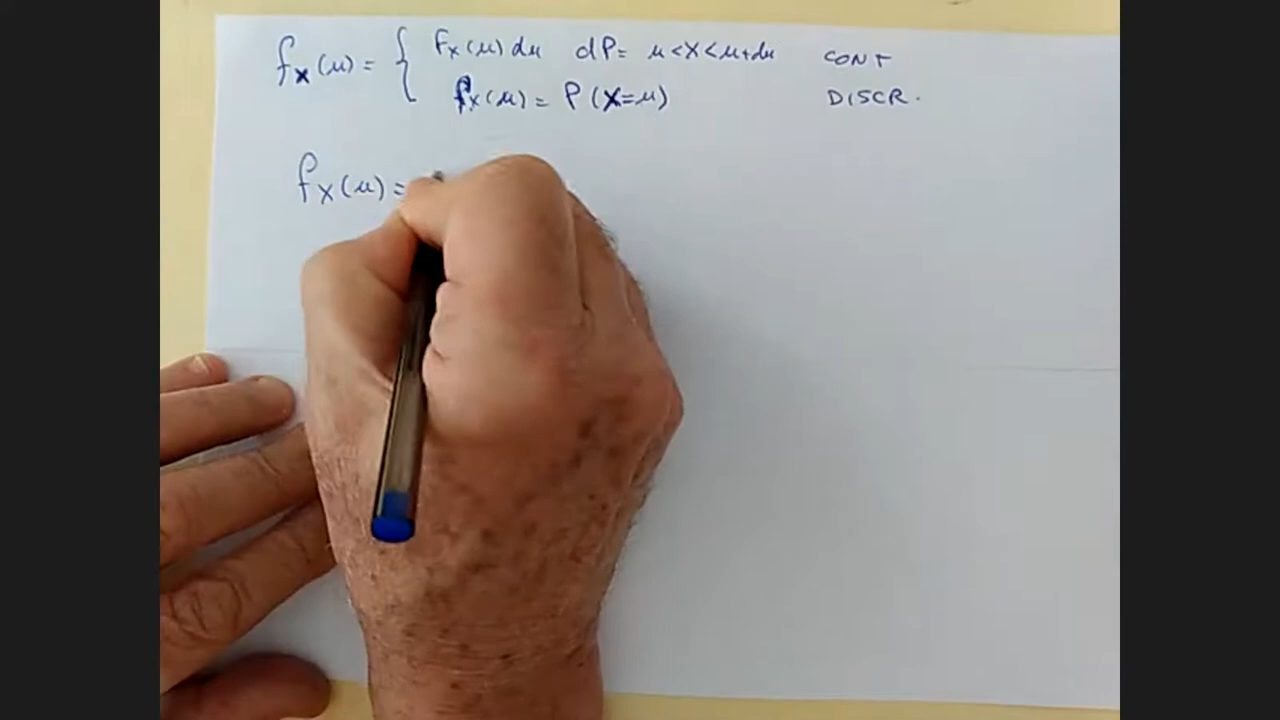 fx(u) = { fx(u) du dP= u<X<u+du CONT
fx(u) = P (X=u) DISCR.
fx(u) =